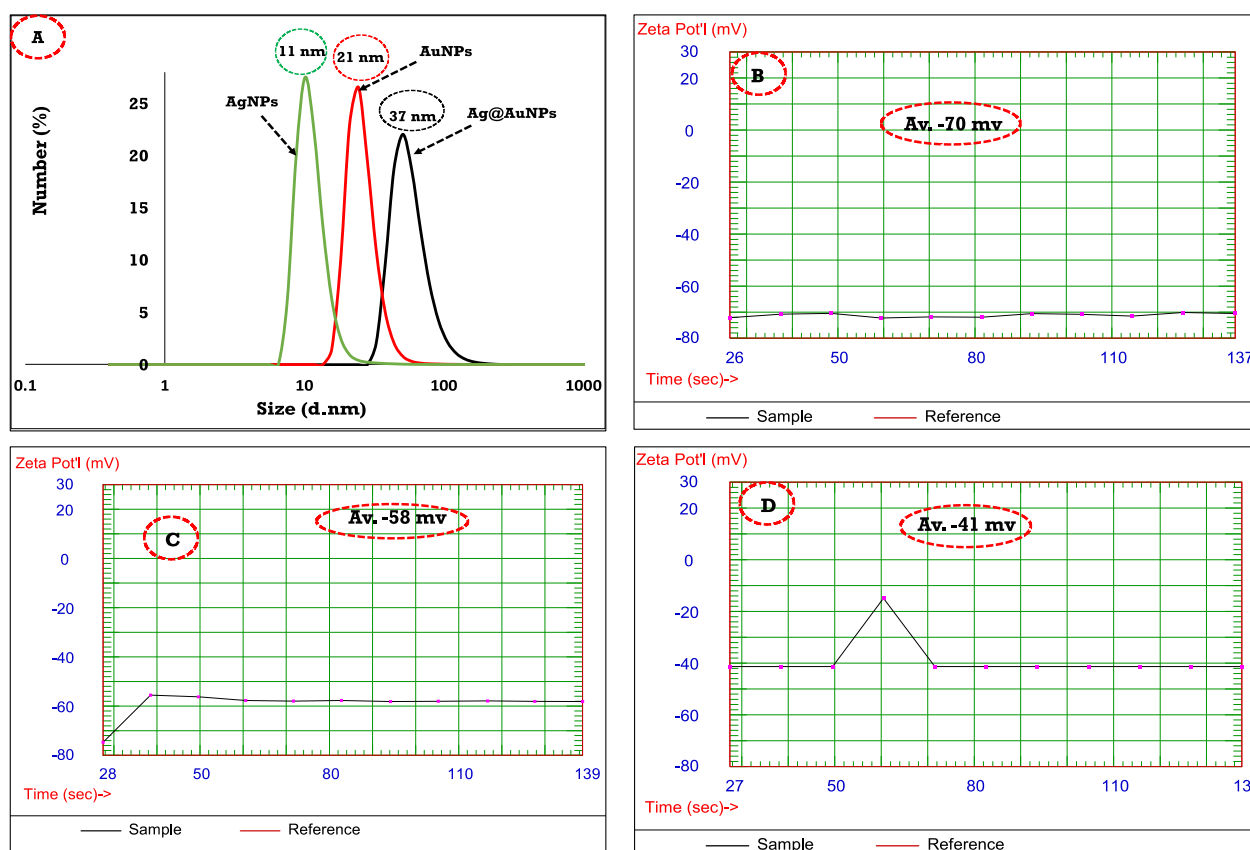 A
11 nm
21 nm
AuNPs
AgNPs
37 nm
Ag@AuNPs
Number (%)
25
20
15
10
5
0
0.1 1 10 100 1000
Size (d.nm)
Zeta Pot'l (mV)
B
Av. -70 mv
30
20
0
-20
-40
-60
-80
26 50 80 110 137
Time (sec)->
Sample Reference
Zeta Pot'l (mV)
C
Av. -58 mv
30
20
0
-20
-40
-60
-80
28 50 80 110 139
Time (sec)->
Sample Reference
Zeta Pot'l (mV)
D
Av. -41 mv
30
20
0
-20
-40
-60
-80
27 50 80 110 13
Time (sec)->
Sample Reference